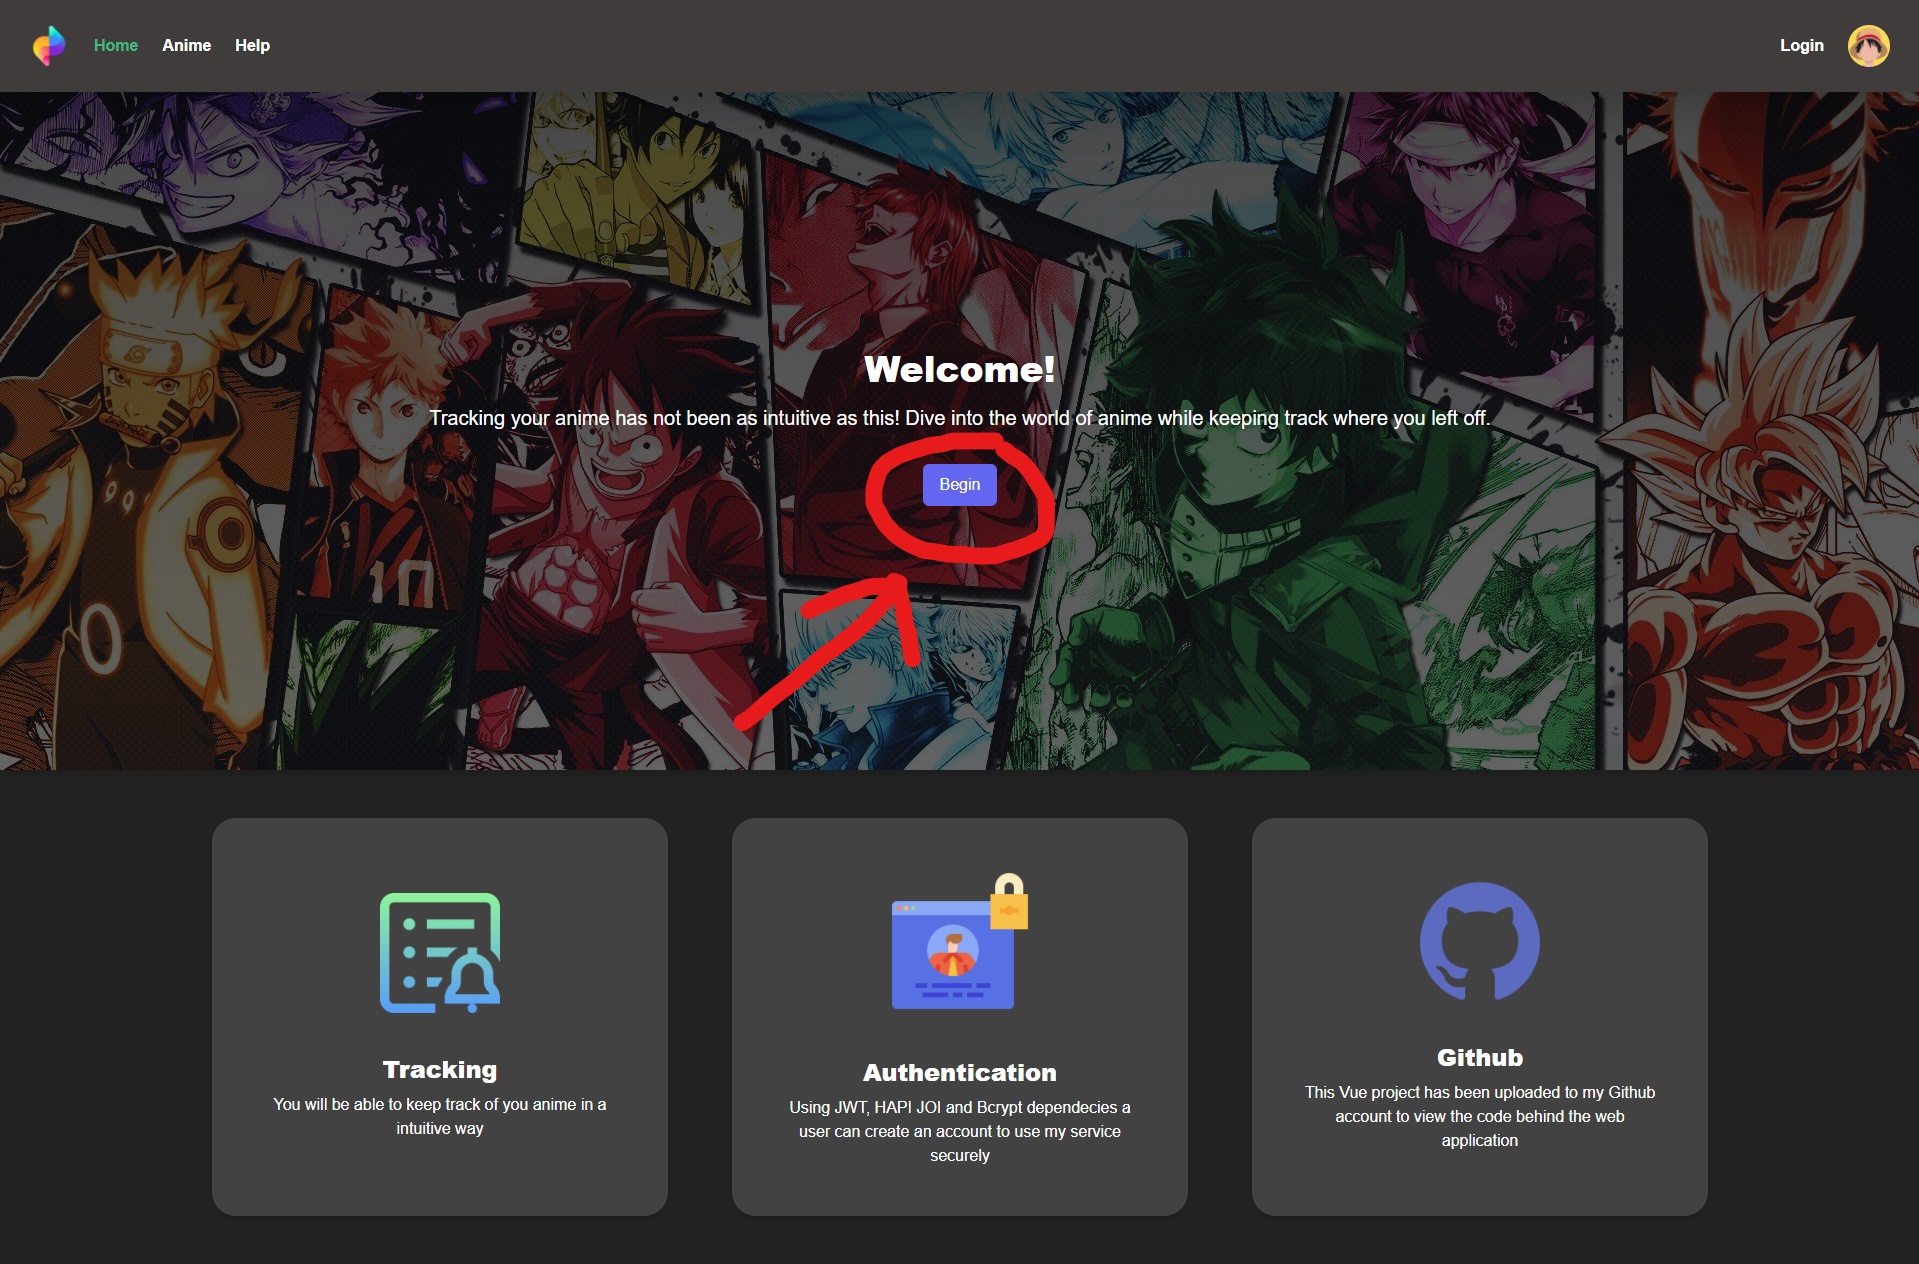 Home Anime Help Login
Welcome!
Tracking your anime has not been as intuitive as this! Dive into the world of anime while keeping track where you left off.
Begin
10
Tracking
You will be able to keep track of you anime in a
intuitive way
Authentication
Using JWT, HAPI JOI and Bcrypt dependecies a
user can create an account to use my service
securely
Github
This Vue project has been uploaded to my Github
account to view the code behind the web
application